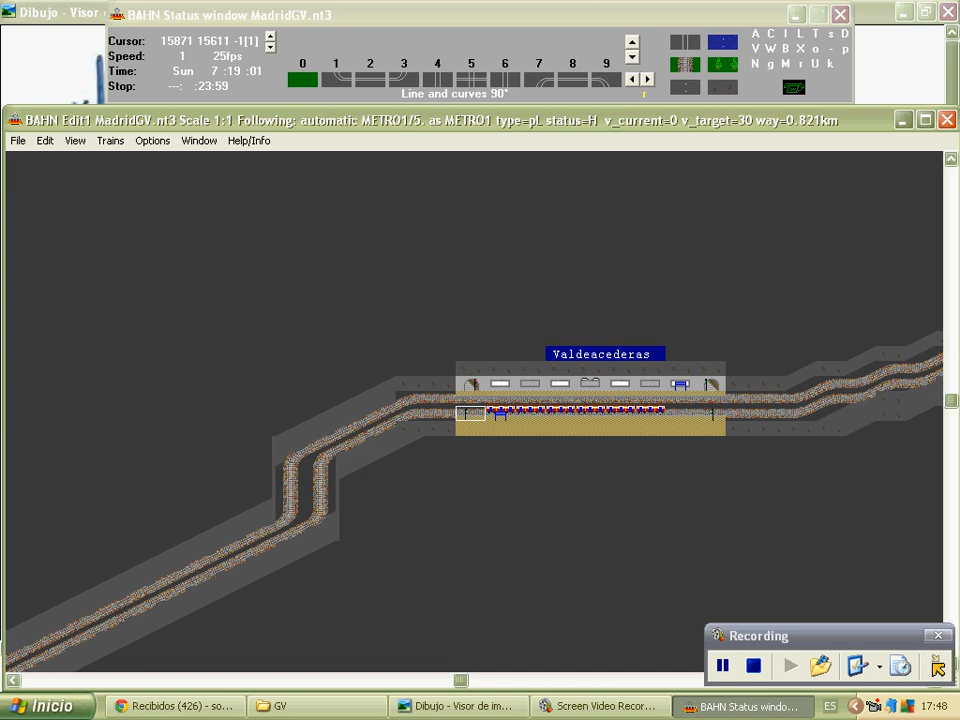 Dibujo - Visor
BAHN Status window MadridGV.nt3
Cursor: 15871 15611 -1[1]
Speed: 1 25fps
Time: Sun 7 :19 :01
Stop: ---: :23:59
0 1 2 3 4 5 6 7 8 9
Line and curves 90°
A C I L T s D
V W B X o - p
N g M r U k
BAHN Edit1 MadridGV.nt3 Scale 1:1 Following: automatic METRO1/5. as METRO1 type=pL status=H v_current=0 v_target=30 way=0.821km
File Edit View Trains Options Window Help/Info
Valdeacederas
Recording
Inicio
Recibidos (426) - so...
GV
Dibujo - Visor de im...
Screen Video Recor...
BAHN Status windo...
ES
17:48